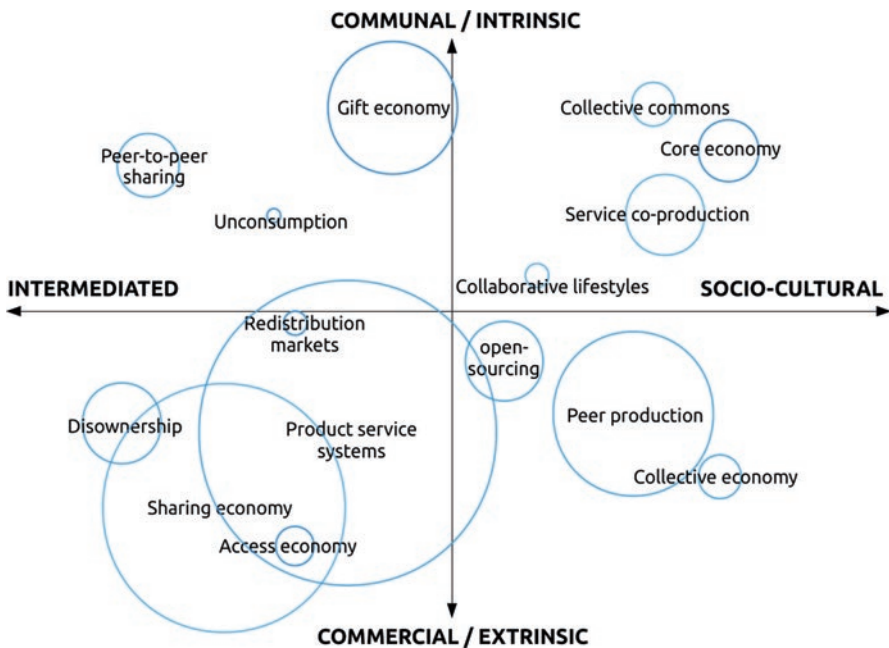 COMMUNAL / INTRINSIC
Gift economy
Collective commons
Core economy
Peer-to-peer
sharing
Unconsumption
Service co-production
Collaborative lifestyles
INTERMEDIATED
SOCIO-CULTURAL
Redistribution
markets
open-
sourcing
Disownership
Product service
systems
Peer production
Collective economy
Sharing economy
Access economy
COMMERCIAL / EXTRINSIC